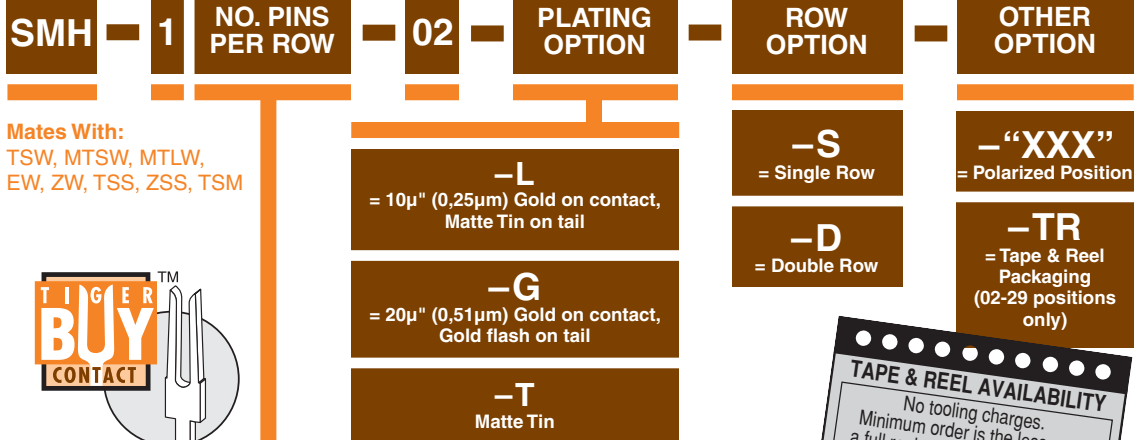 SMH – 1 NO. PINS PER ROW – 02 – PLATING OPTION – ROW OPTION – OTHER OPTION
Mates With:
TSW, MTSW, MTLW,
EW, ZW, TSS, ZSS, TSM
TIGER
BUY
CONTACT
TM
–L
= 10µ" (0,25µm) Gold on contact,
Matte Tin on tail
–G
= 20µ" (0,51µm) Gold on contact,
Gold flash on tail
–T
Matte Tin
–S
= Single Row
–D
= Double Row
–“XXX”
= Polarized Position
–TR
= Tape & Reel
Packaging
(02-29 positions
only)
TAPE & REEL AVAILABILITY
No tooling charges.
Minimum order is the